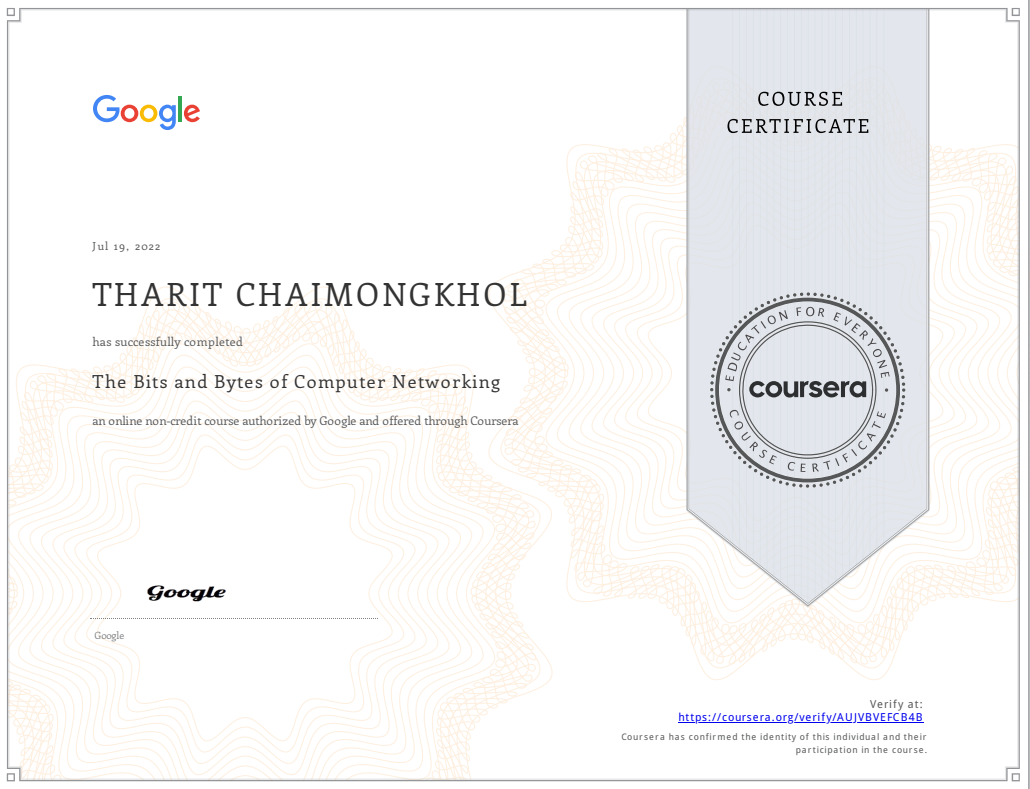 Google
COURSE
CERTIFICATE
Jul 19, 2022
THARIT CHAIMONGKHOL
has successfully completed
The Bits and Bytes of Computer Networking
an online non-credit course authorized by Google and offered through Coursera
EDUCATION FOR EVERYONE
coursera
COURSE CERTIFICATE
Google
Google
Verify at:
https://coursera.org/verify/AUJVBVEFCB4B
Coursera has confirmed the identity of this individual and their
participation in the course.